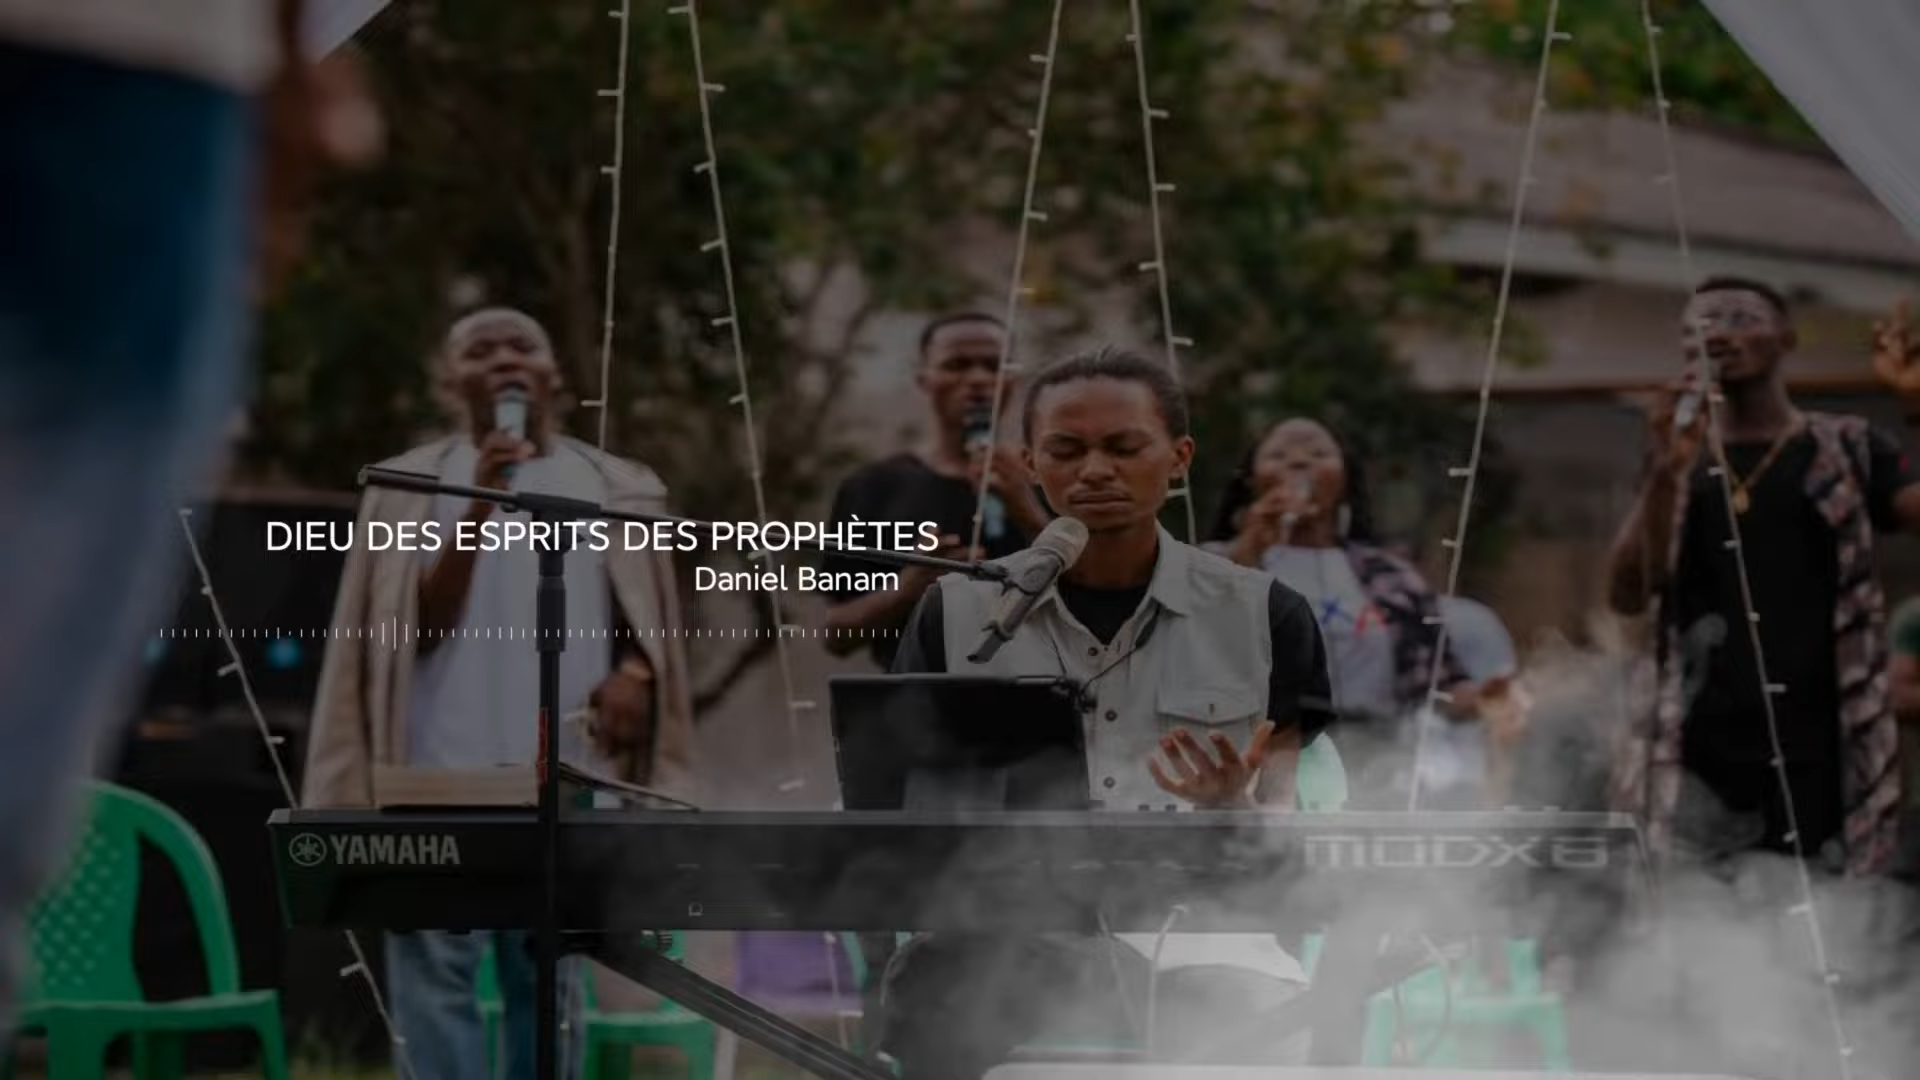 DIEU DES ESPRITS DES PROPHÈTES
Daniel Banam
YAMAHA
MODX8